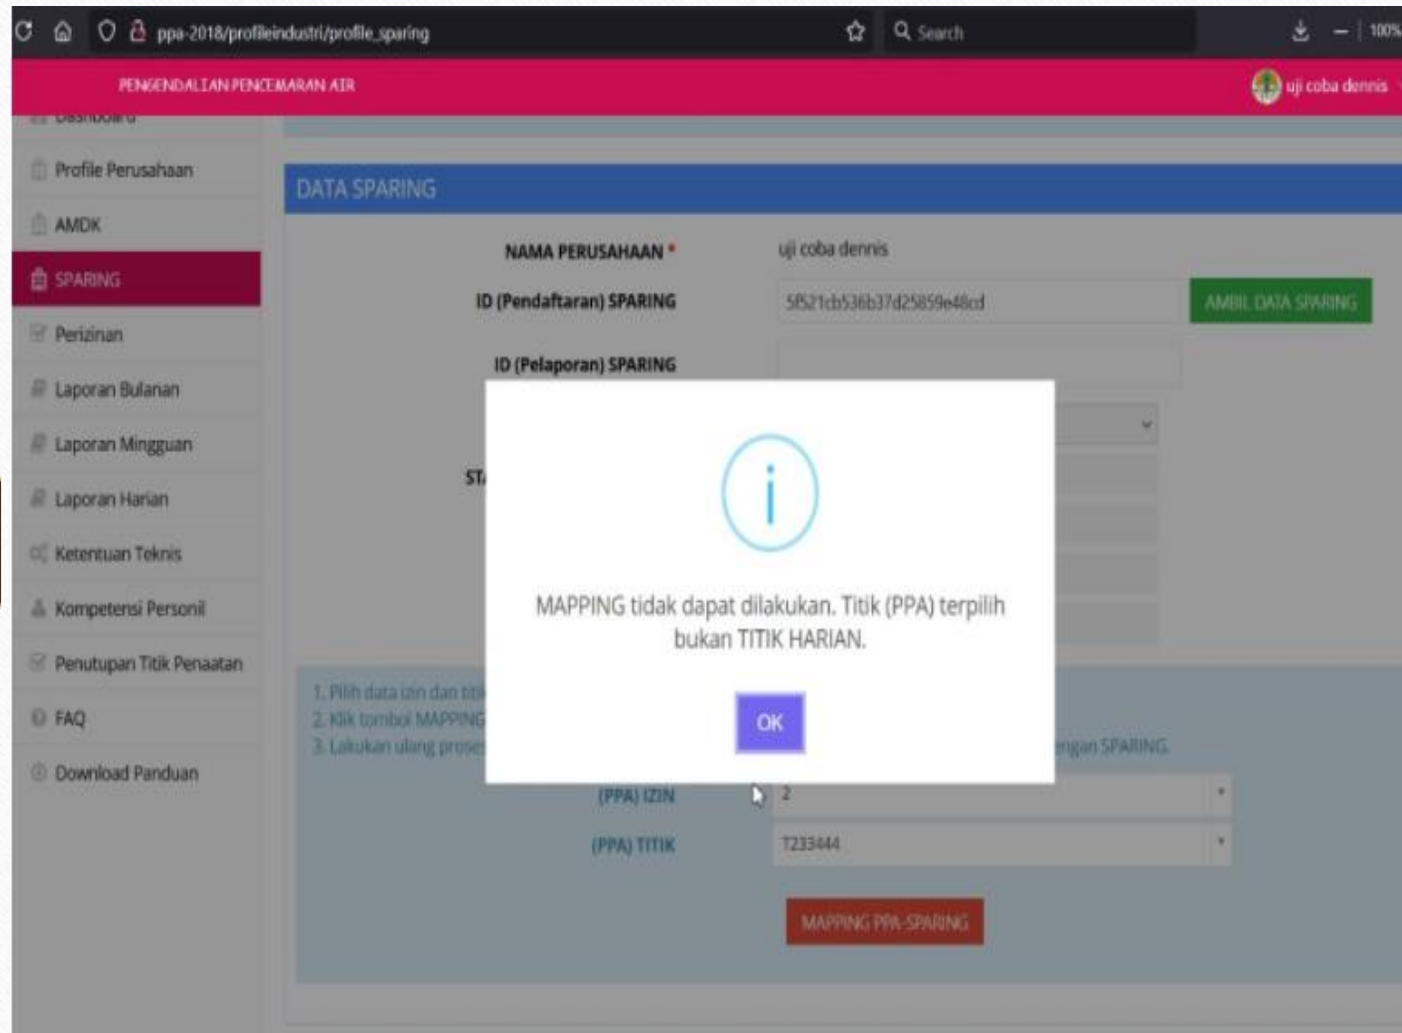 ppa-2018/profileindustri/profile_sparing
Search
100%
PENGENDALIAN PENCEMARAN AIR
uji coba dennis
Dashboard
Profile Perusahaan
AMDK
SPARING
Perizinan
Laporan Bulanan
Laporan Mingguan
Laporan Harian
Ketentuan Teknis
Kompetensi Personil
Penutupan Titik Penaatan
FAQ
Download Panduan
DATA SPARING
NAMA PERUSAHAAN *
uji coba dennis
ID (Pendaftaran) SPARING
5f521cb536b37d25859e48cd
AMBIL DATA SPARING
ID (Pelaporan) SPARING
MAPPING tidak dapat dilakukan. Titik (PPA) terpilih
bukan TITIK HARIAN.
OK
1. Pilih data izin dan
2. Klik tombol MAPPING
3. Lakukan ulang
SPARING.
(PPA) IZIN
2
(PPA) TITIK
T233444
MAPPING PPA-SPARING